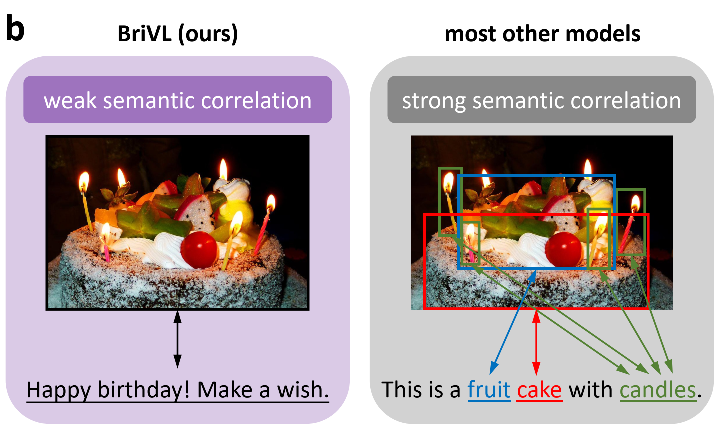 b
BriVL (ours)
most other models
weak semantic correlation
strong semantic correlation
Happy birthday! Make a wish.
This is a fruit cake with candles.